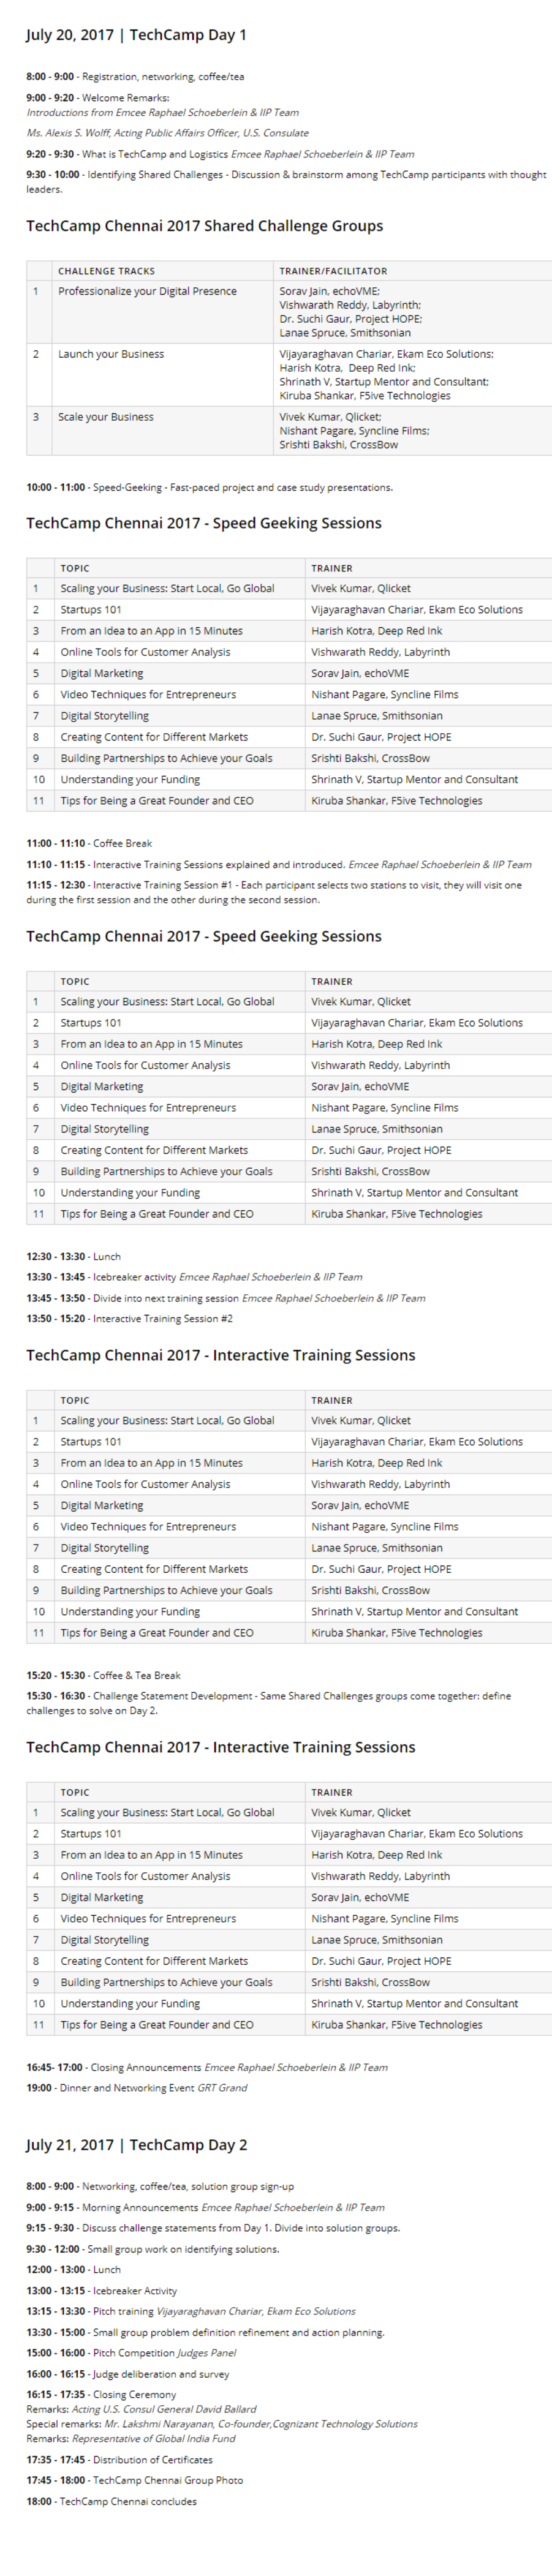 July 20, 2017 | TechCamp Day 1
8:00 - 9:00 - Registration, networking, coffee/tea
9:00 - 9:20 - Welcome Remarks:
Introductions from Emcee Raphael Schoeberlein & IIP Team
Ms. Alexis S. Wolff, Acting Public Affairs Officer, U.S. Consulate
9:20 - 9:30 - What is TechCamp and Logistics Emcee Raphael Schoeberlein & IIP Team
9:30 - 10:00 - Identifying Shared Challenges - Discussion & brainstorm among TechCamp participants with thought
leaders.
TechCamp Chennai 2017 Shared Challenge Groups
CHALLENGE TRACKS TRAINER/FACILITATOR
1 Professionalize your Digital Presence Sorav Jain, echoVME;
Vishwarath Reddy, Labyrinth;
Dr. Suchi Gaur, Project HOPE;
Lanae Spruce, Smithsonian
2 Launch your Business Vijayaraghavan Chariar, Ekam Eco Solutions;
Harish Kotra, Deep Red Ink;
Shrinath V, Startup Mentor and Consultant;
Kiruba Shankar, F5ive Technologies
3 Scale your Business Vivek Kumar, Qlicket;
Nishant Pagare, Syncline Films;
Srishti Bakshi, CrossBow
10:00 - 11:00 - Speed-Geeking - Fast-paced project and case study presentations.
TechCamp Chennai 2017 - Speed Geeking Sessions
TOPIC TRAINER
1 Scaling your Business: Start Local, Go Global Vivek Kumar, Qlicket
2 Startups 101 Vijayaraghavan Chariar, Ekam Eco Solutions
3 From an Idea to an App in 15 Minutes Harish Kotra, Deep Red Ink
4 Online Tools for Customer Analysis Vishwarath Reddy, Labyrinth
5 Digital Marketing Sorav Jain, echoVME
6 Video Techniques for Entrepreneurs Nishant Pagare, Syncline Films
7 Digital Storytelling Lanae Spruce, Smithsonian
8 Creating Content for Different Markets Dr. Suchi Gaur, Project HOPE
9 Building Partnerships to Achieve your Goals Srishti Bakshi, CrossBow
10 Understanding your Funding Shrinath V, Startup Mentor and Consultant
11 Tips for Being a Great Founder and CEO Kiruba Shankar, F5ive Technologies
11:00 - 11:10 - Coffee Break
11:10 - 11:15 - Interactive Training Sessions explained and introduced. Emcee Raphael Schoeberlein & IIP Team
11:15 - 12:30 - Interactive Training Session #1 - Each participant selects two stations to visit, they will visit one
during the first session and the other during the second session.
TechCamp Chennai 2017 - Speed Geeking Sessions
TOPIC TRAINER
1 Scaling your Business: Start Local, Go Global Vivek Kumar, Qlicket
2 Startups 101 Vijayaraghavan Chariar, Ekam Eco Solutions
3 From an Idea to an App in 15 Minutes Harish Kotra, Deep Red Ink
4 Online Tools for Customer Analysis Vishwarath Reddy, Labyrinth
5 Digital Marketing Sorav Jain, echoVME
6 Video Techniques for Entrepreneurs Nishant Pagare, Syncline Films
7 Digital Storytelling Lanae Spruce, Smithsonian
8 Creating Content for Different Markets Dr. Suchi Gaur, Project HOPE
9 Building Partnerships to Achieve your Goals Srishti Bakshi, CrossBow
10 Understanding your Funding Shrinath V, Startup Mentor and Consultant
11 Tips for Being a Great Founder and CEO Kiruba Shankar, F5ive Technologies
12:30 - 13:30 - Lunch
13:30 - 13:45 - Icebreaker activity Emcee Raphael Schoeberlein & IIP Team
13:45 - 13:50 - Divide into next training session Emcee Raphael Schoeberlein & IIP Team
13:50 - 15:20 - Interactive Training Session #2
TechCamp Chennai 2017 - Interactive Training Sessions
TOPIC TRAINER
1 Scaling your Business: Start Local, Go Global Vivek Kumar, Qlicket
2 Startups 101 Vijayaraghavan Chariar, Ekam Eco Solutions
3 From an Idea to an App in 15 Minutes Harish Kotra, Deep Red Ink
4 Online Tools for Customer Analysis Vishwarath Reddy, Labyrinth
5 Digital Marketing Sorav Jain, echoVME
6 Video Techniques for Entrepreneurs Nishant Pagare, Syncline Films
7 Digital Storytelling Lanae Spruce, Smithsonian
8 Creating Content for Different Markets Dr. Suchi Gaur, Project HOPE
9 Building Partnerships to Achieve your Goals Srishti Bakshi, CrossBow
10 Understanding your Funding Shrinath V, Startup Mentor and Consultant
11 Tips for Being a Great Founder and CEO Kiruba Shankar, F5ive Technologies
15:20 - 15:30 - Coffee & Tea Break
15:30 - 16:30 - Challenge Statement Development - Same Shared Challenges groups come together: define
challenges to solve on Day 2.
TechCamp Chennai 2017 - Interactive Training Sessions
TOPIC TRAINER
1 Scaling your Business: Start Local, Go Global Vivek Kumar, Qlicket
2 Startups 101 Vijayaraghavan Chariar, Ekam Eco Solutions
3 From an Idea to an App in 15 Minutes Harish Kotra, Deep Red Ink
4 Online Tools for Customer Analysis Vishwarath Reddy, Labyrinth
5 Digital Marketing Sorav Jain, echoVME
6 Video Techniques for Entrepreneurs Nishant Pagare, Syncline Films
7 Digital Storytelling Lanae Spruce, Smithsonian
8 Creating Content for Different Markets Dr. Suchi Gaur, Project HOPE
9 Building Partnerships to Achieve your Goals Srishti Bakshi, CrossBow
10 Understanding your Funding Shrinath V, Startup Mentor and Consultant
11 Tips for Being a Great Founder and CEO Kiruba Shankar, F5ive Technologies
16:45- 17:00 - Closing Announcements Emcee Raphael Schoeberlein & IIP Team
19:00 - Dinner and Networking Event GRT Grand
July 21, 2017 | TechCamp Day 2
8:00 - 9:00 - Networking, coffee/tea, solution group sign-up
9:00 - 9:15 - Morning Announcements Emcee Raphael Schoeberlein & IIP Team
9:15 - 9:30 - Discuss challenge statements from Day 1. Divide into solution groups.
9:30 - 12:00 - Small group work on identifying solutions.
12:00 - 13:00 - Lunch
13:00 - 13:15 - Icebreaker Activity
13:15 - 13:30 - Pitch training Vijayaraghavan Chariar, Ekam Eco Solutions
13:30 - 15:00 - Small group problem definition refinement and action planning.
15:00 - 16:00 - Pitch Competition Judges Panel
16:00 - 16:15 - Judge deliberation and survey
16:15 - 17:35 - Closing Ceremony
Remarks: Acting U.S. Consul General David Ballard
Special remarks: Mr. Lakshmi Narayanan, Co-founder,Cognizant Technology Solutions
Remarks: Representative of Global India Fund
17:35 - 17:45 - Distribution of Certificates
17:45 - 18:00 - TechCamp Chennai Group Photo
18:00 - TechCamp Chennai concludes